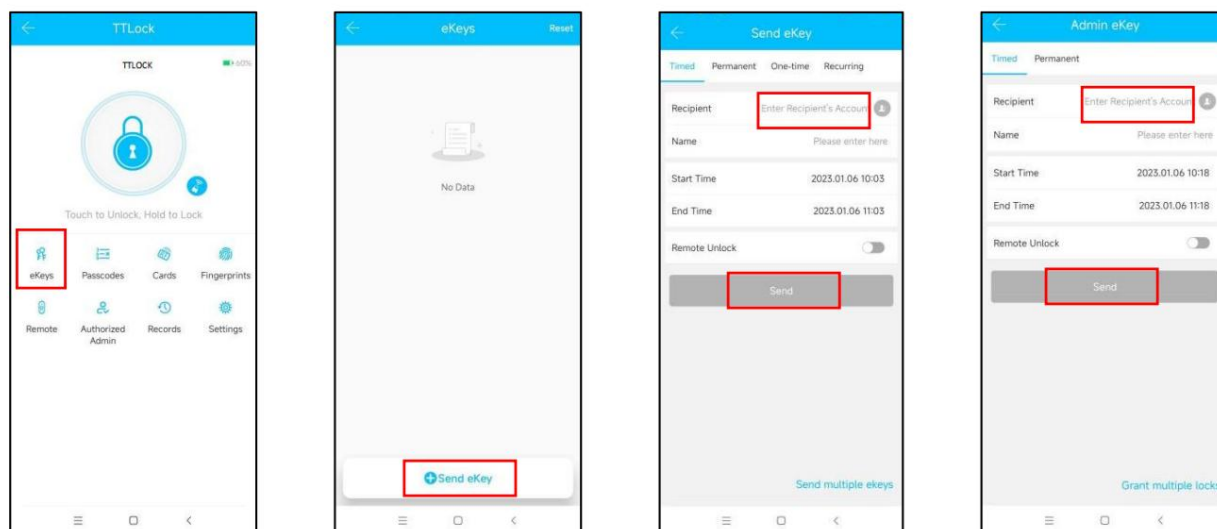 TTLock
TTLOCK
60%
Touch to Unlock, Hold to Lock
eKeys Passcodes Cards Fingerprints
Remote Authorized Admin Records Settings
eKeys Reset
No Data
Send eKey
Send eKey
Timed Permanent One-time Recurring
Recipient Enter Recipient's Accoun
Name Please enter here
Start Time 2023.01.06 10:03
End Time 2023.01.06 11:03
Remote Unlock
Send
Send multiple ekeys
Admin eKey
Timed Permanent
Recipient Enter Recipient's Accoun
Name Please enter here
Start Time 2023.01.06 10:18
End Time 2023.01.06 11:18
Remote Unlock
Send
Grant multiple locks